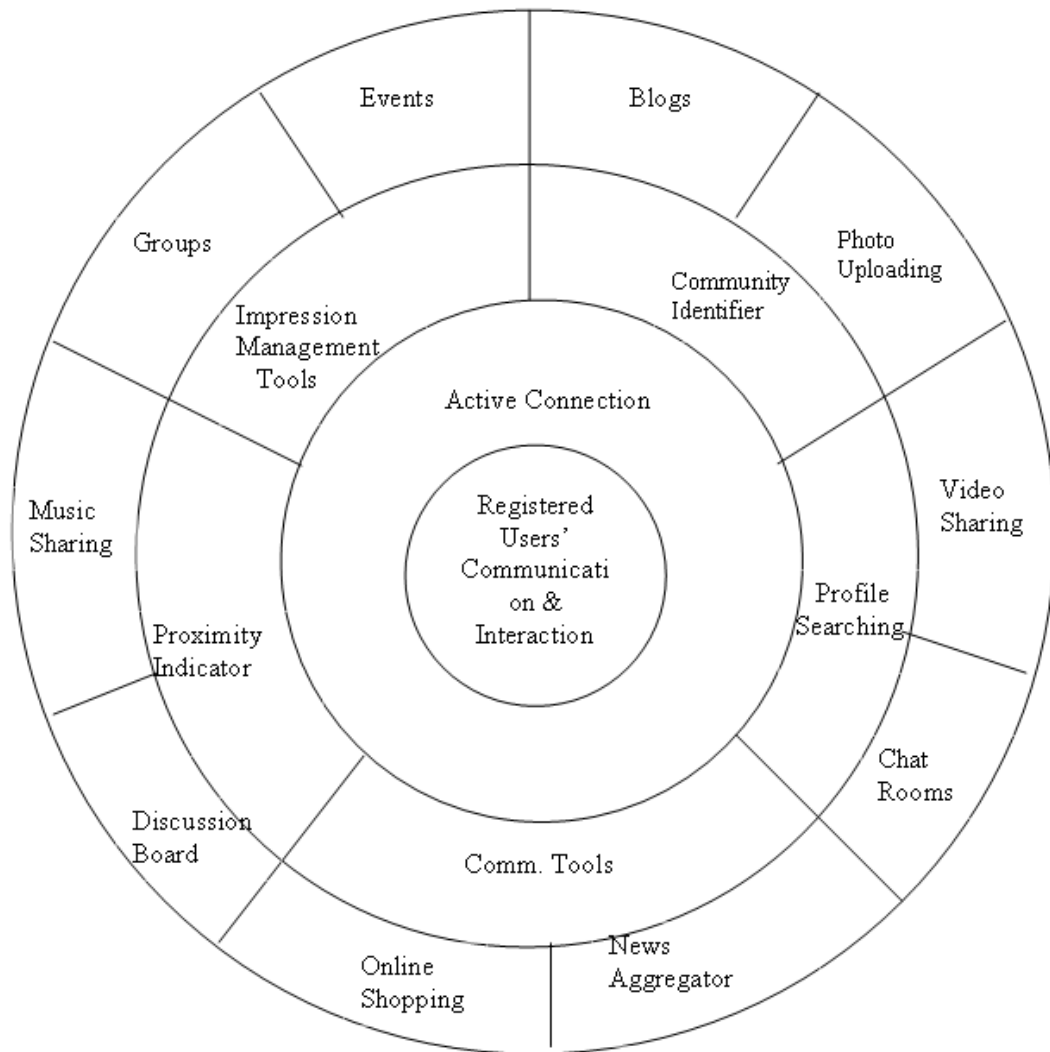 Events
Blogs
Groups
Photo
Uploading
Community
Identifier
Impression
Management
Tools
Active Connection
Music
Sharing
Registered
Users’
Communicati
on &
Interaction
Video
Sharing
Profile
Searching
Proximity
Indicator
Chat
Rooms
Discussion
Board
Comm. Tools
Online
Shopping
News
Aggregator